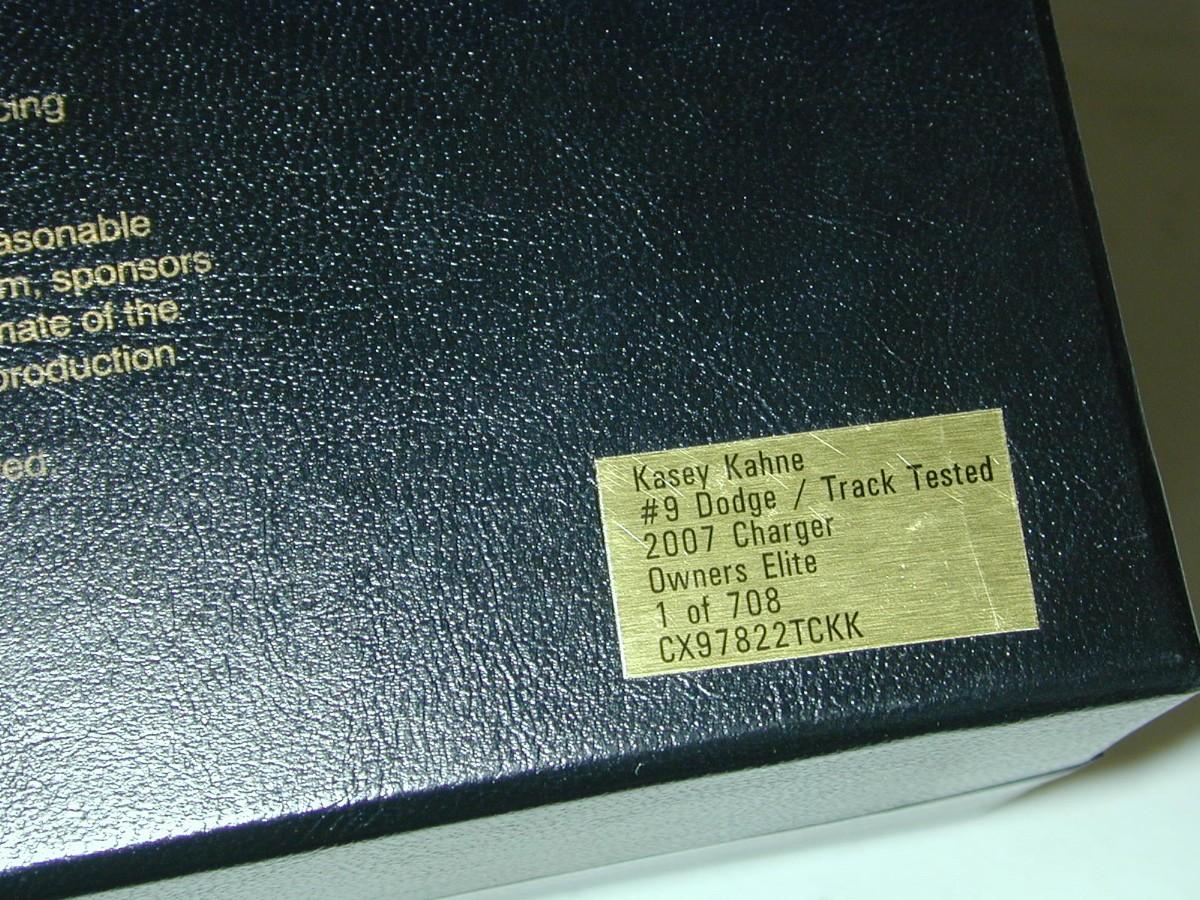 cing
asonable
m, sponsors
mate of the
production
ed.
Kasey Kahne
#9 Dodge / Track Tested
2007 Charger
Owners Elite
1 of 708
CX97822TCKK